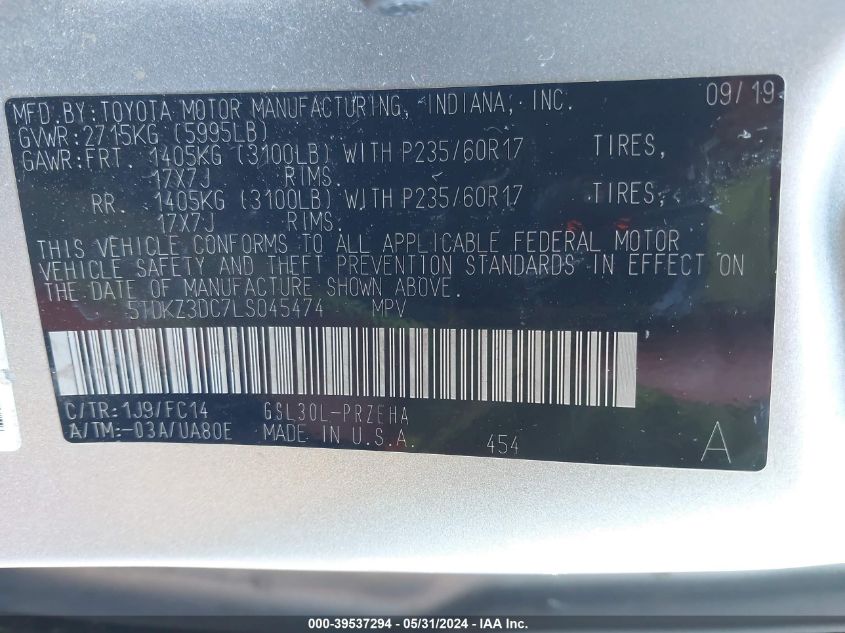 MFD.BY:TOYOTA MOTOR MANUFACTURING, INDIANA, INC. 09/19
GVWR:2715KG (5995LB)
GAWR:FRT. 1405KG (3100LB) WITH P235/60R17 TIRES,
17X7J RIMS.
RR. 1405KG (3100LB) WITH P235/60R17 TIRES,
17X7J RIMS.
THIS VEHICLE CONFORMS TO ALL APPLICABLE FEDERAL MOTOR
VEHICLE SAFETY AND THEFT PREVENTION STANDARDS IN EFFECT ON
THE DATE OF MANUFACTURE SHOWN ABOVE.
5TDKZ3DC7LS045474 MPV
C/TR:1J9/FC14 GSL30L-PRZEHA
A/TM:-03A/UA80E MADE IN U.S.A. 454 A
000-39537294 - 05/31/2024 - IAA Inc.